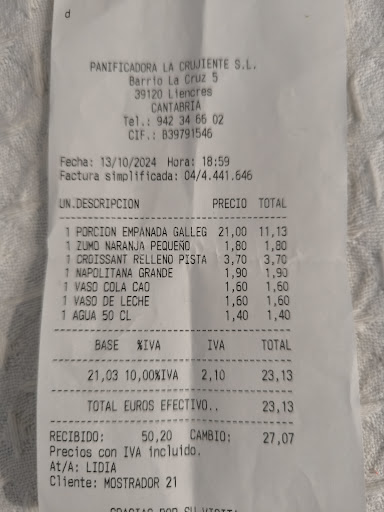 d
PANIFICADORA LA CRUJIENTE S.L.
Barrio La Cruz 5
39120 Liencres
CANTABRIA
Tel.: 942 34 66 02
CIF.: B39791546
Fecha: 13/10/2024 Hora: 18:59
Factura simplificada: 04/4.441.646
UN.DESCRIPCION PRECIO TOTAL
1 PORCION EMPANADA GALLEG 21,00 11,13
1 ZUMO NARANJA PEQUEÑO 1,80 1,80
1 CROISSANT RELLENO PISTA 3,70 3,70
1 NAPOLITANA GRANDE 1,90 1,90
1 VASO COLA CAO 1,60 1,60
1 VASO DE LECHE 1,60 1,60
1 AGUA 50 CL 1,40 1,40
BASE %IVA IVA TOTAL
21,03 10,00%IVA 2,10 23,13
TOTAL EUROS EFECTIVO.. 23,13
RECIBIDO: 50,20 CAMBIO: 27,07
Precios con IVA incluido.
At/A: LIDIA
Cliente: MOSTRADOR 21
GRACIAS POR SU VISITA